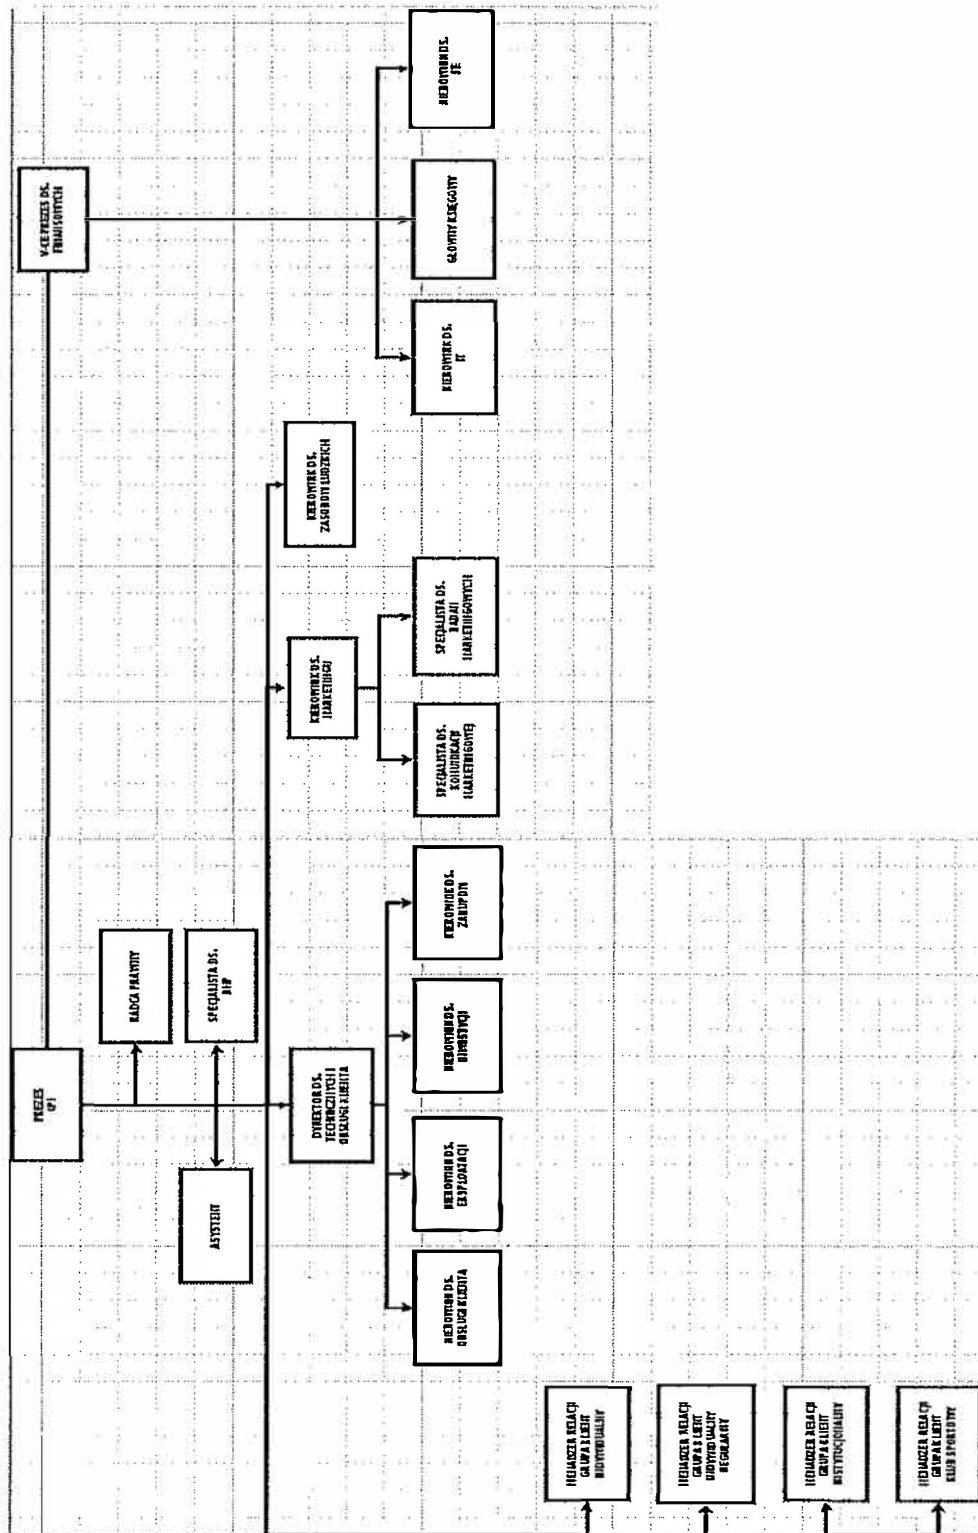 PREZES
V-CE PREZES DS.
FINANSOWYCH
RADCA PRAWNY
ASYSTENT
SPECJALISTA DS.
DYREKTOR DS.
TECHNICZNYCH I
OBSŁUGI KLIENTA
KIEROWNIK DS.
MARKETINGU
KIEROWNIK DS.
ZASOBÓW LUDZKICH
KIEROWNIK DS.
OBSŁUGI KLIENTA
KIEROWNIK DS.
EKSPLOATACJI
KIEROWNIK DS.
INWESTYCJI
KIEROWNIK DS.
ZAKUPÓW
SPECJALISTA DS.
KOMUNIKACJI
MARKETINGOWEJ
SPECJALISTA DS.
BADAŃ
MARKETINGOWYCH
KIEROWNIK DS.
IT
GŁÓWNY KSIĘGOWY
KIEROWNIK DS.
MENADŻER RELACJI
GRUPA KLIENT
INDYWIDUALNY
MENADŻER RELACJI
GRUPA KLIENT
INDYWIDUALNY
REGULARNY
MENADŻER RELACJI
GRUPA KLIENT
INSTYTUCJONALNY
MENADŻER RELACJI
GRUPA KLIENT
KLUB SPORTOWY